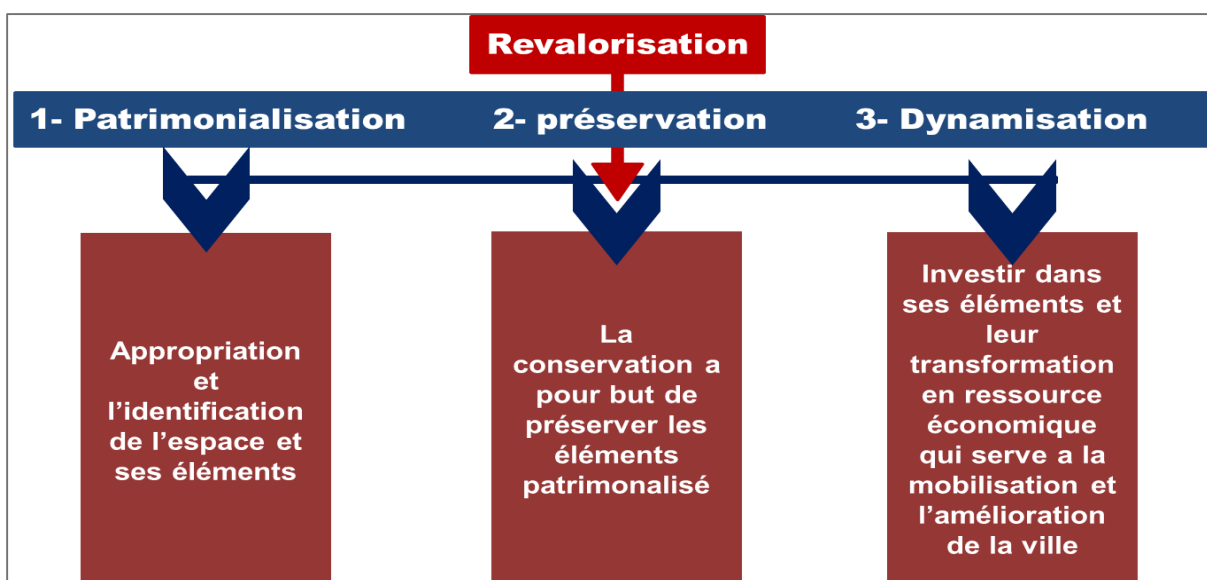 Revalorisation
1- Patrimonialisation 2- préservation 3- Dynamisation
Appropriation
et
l’identification
de l’espace et
ses éléments
La
conservation a
pour but de
préserver les
éléments
patrimonalisé
Investir dans
ses éléments et
leur
transformation
en ressource
économique
qui serve a la
mobilisation et
l’amélioration
de la ville